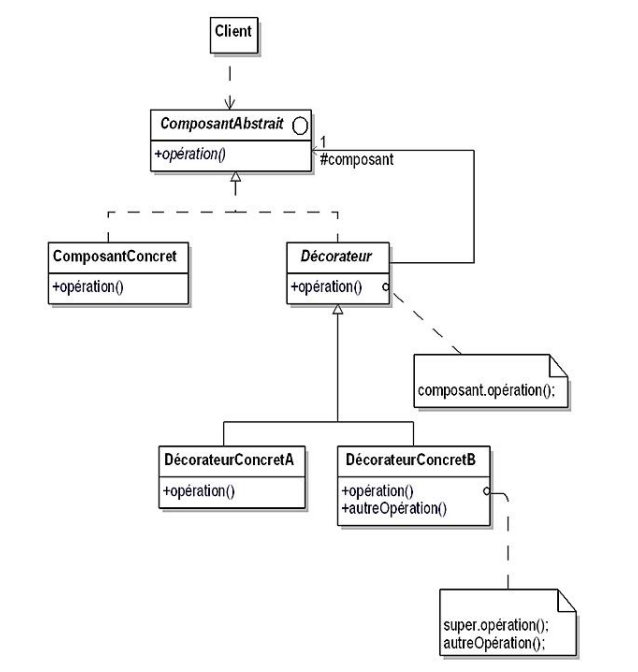 Client
ComposantAbstrait
+opération()
1
#composant
ComposantConcret
+opération()
Décorateur
+opération()
composant.opération();
DécorateurConcretA
+opération()
DécorateurConcretB
+opération()
+autreOpération()
super.opération();
autreOpération();